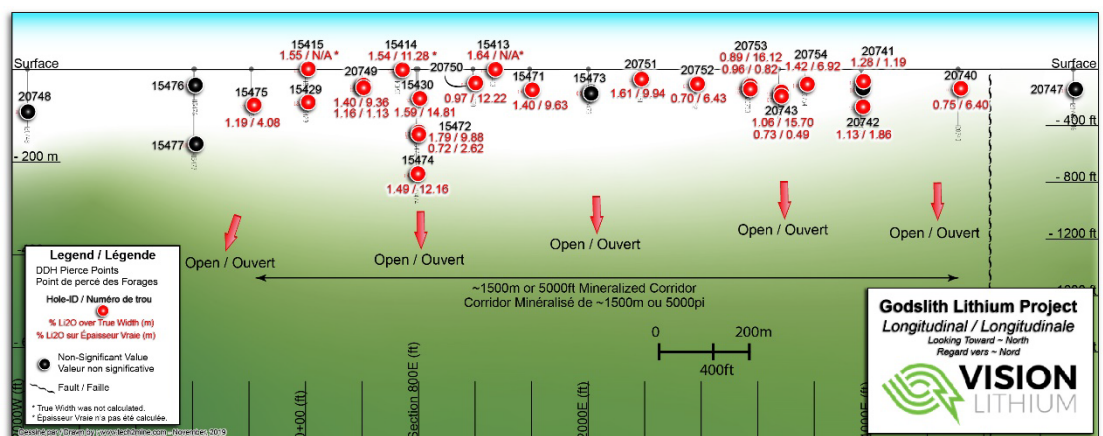 Surface
Surface
20748
15476
15477
15475
1.19 / 4.08
15415
1.55 / N/A *
15429
20749
1.40 / 9.36
1.16 / 1.13
15414
1.54 / 11.28 *
15430
1.59 / 14.81
15472
1.79 / 9.88
0.72 / 2.62
15474
1.49 / 12.16
20750
0.97 / 12.22
15413
1.64 / N/A*
15471
1.40 / 9.63
15473
20751
1.61 / 9.94
20752
0.70 / 6.43
20753
0.89 / 16.12
0.96 / 0.82
20743
1.06 / 15.70
0.73 / 0.49
20754
1.42 / 6.92
20741
1.28 / 1.19
20742
1.13 / 1.86
20740
0.75 / 6.40
20747
- 200 m
- 400 ft
- 800 ft
- 1200 ft
Open / Ouvert
Open / Ouvert
Open / Ouvert
Open / Ouvert
Open / Ouvert
~1500m or 5000ft Mineralized Corridor
Corridor Minéralisé de ~1500m ou 5000pi
0 200m
400ft
Legend / Légende
DDH Pierce Points
Point de percé des Forages
Hole-ID / Numéro de trou
% Li2O over True Width (m)
% Li2O sur Épaisseur Vraie (m)
Non-Significant Value
Valeur non significative
Fault / Faille
* True Width was not calculated.
* Épaisseur Vraie n'a pas été calculée.
Section 800E (ft)
2000E (ft)
Godslith Lithium Project
Longitudinal / Longitudinale
Looking Toward ~ North
Regard vers ~ Nord
VISION
LITHIUM